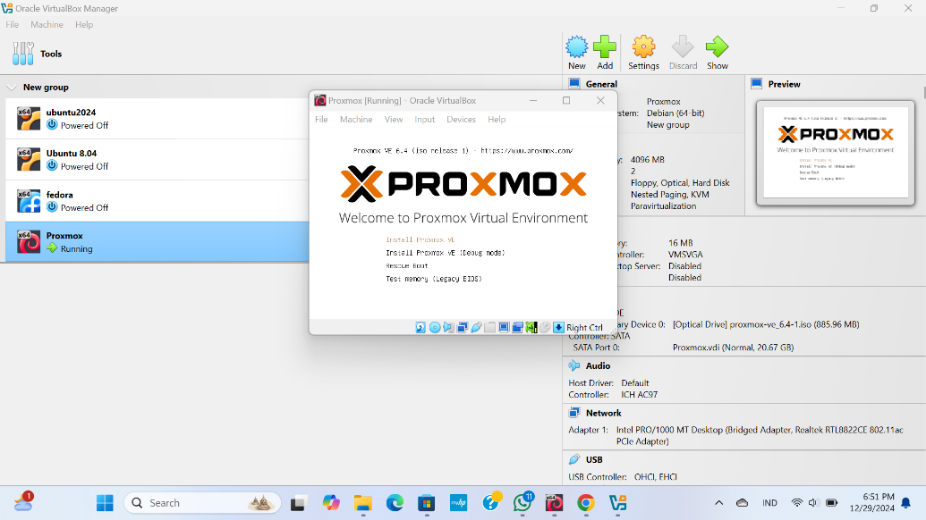 Oracle VirtualBox Manager
File Machine Help
Tools
New Add Settings Discard Show
New group
ubuntu2024
Powered Off
Ubuntu 8.04
Powered Off
fedora
Powered Off
Proxmox
Running
Proxmox [Running] - Oracle VirtualBox
File Machine View Input Devices Help
Proxmox VE 6.4 (iso release 1) - https://www.proxmox.com/
PROXMOX
Welcome to Proxmox Virtual Environment
Install Proxmox VE
Install Proxmox VE (Debug mode)
Rescue Boot
Test memory (Legacy BIOS)
Right Ctrl
General
Proxmox
stem: Debian (64-bit)
New group
y: 4096 MB
2
Floppy, Optical, Hard Disk
Nested Paging, KVM
Paravirtualization
ry: 16 MB
troller: VMSVGA
top Server: Disabled
Disabled
DE
ary Device 0: [Optical Drive] proxmox-ve_6.4-1.iso (885.96 MB)
Controller: SATA
SATA Port 0: Proxmox.vdi (Normal, 20.67 GB)
Audio
Host Driver: Default
Controller: ICH AC97
Network
Adapter 1: Intel PRO/1000 MT Desktop (Bridged Adapter, Realtek RTL8822CE 802.11ac
PCIe Adapter)
USB
USB Controller: OHCI, EHCI
Preview
PROXMOX
Welcome to Proxmox Virtual Environment
1
Search
11
IND
6:51 PM
12/29/2024